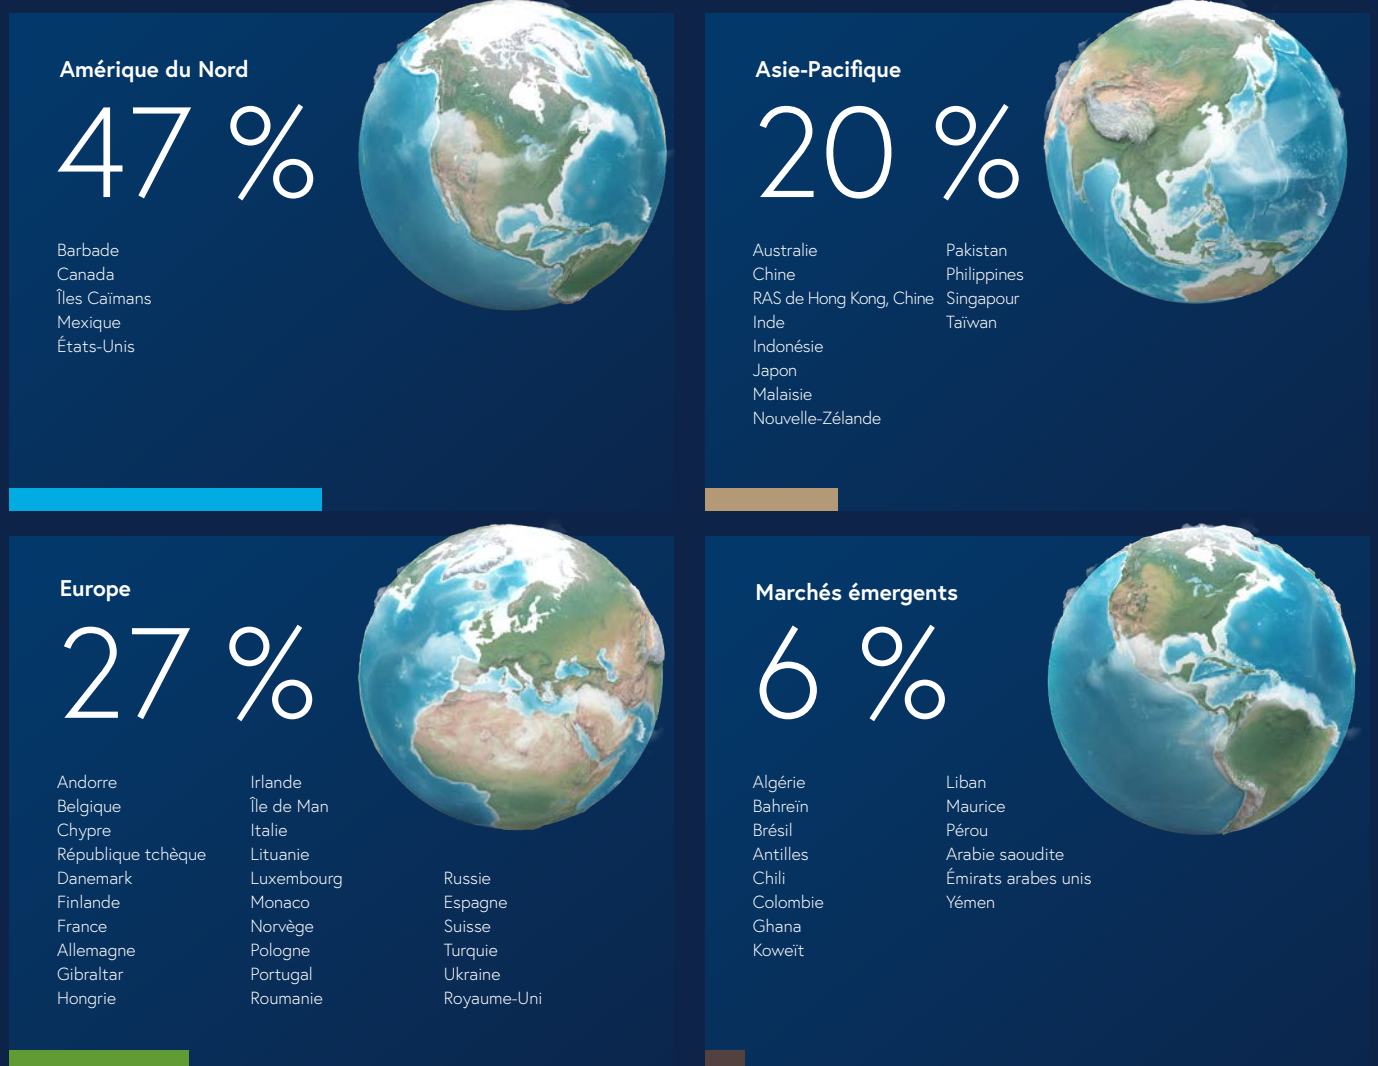 Amérique du Nord
47 %
Barbade
Canada
Îles Caïmans
Mexique
États-Unis
Asie-Pacifique
20 %
Australie
Chine
RAS de Hong Kong, Chine
Inde
Indonésie
Japon
Malaisie
Nouvelle-Zélande
Pakistan
Philippines
Singapour
Taïwan
Europe
27 %
Andorre
Belgique
Chypre
République tchèque
Danemark
Finlande
France
Allemagne
Gibraltar
Hongrie
Irlande
Île de Man
Italie
Lituanie
Luxembourg
Monaco
Norvège
Pologne
Portugal
Roumanie
Russie
Espagne
Suisse
Turquie
Ukraine
Royaume-Uni
Marchés émergents
6 %
Algérie
Bahreïn
Brésil
Antilles
Chili
Colombie
Ghana
Koweït
Liban
Maurice
Pérou
Arabie saoudite
Émirats arabes unis
Yémen